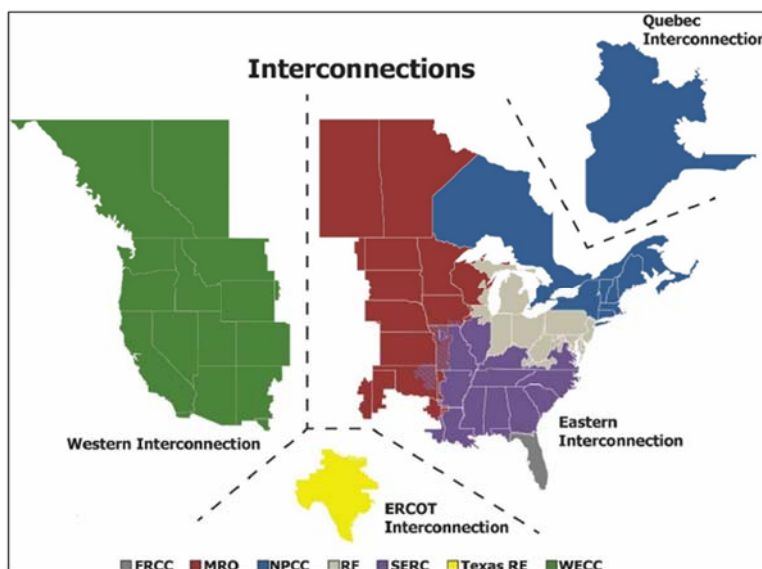 Quebec
Interconnection
Interconnections
Western Interconnection
Eastern
Interconnection
ERCOT
Interconnection
FRCC MRO NPCC RF SERC Texas RE WECC